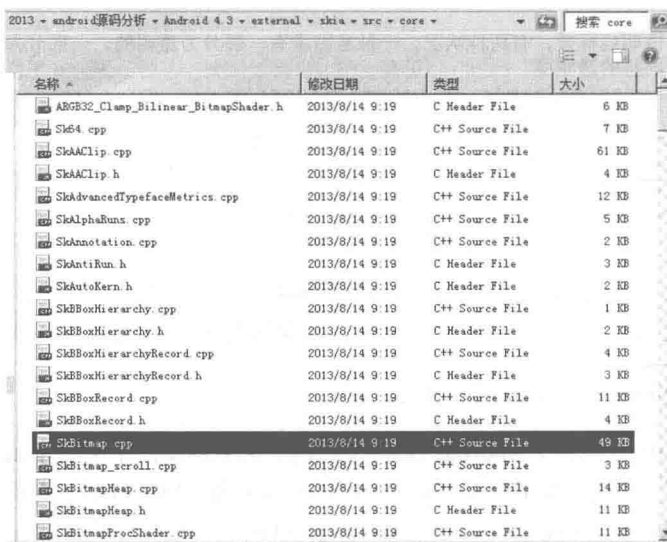 2013 ▾ android源码分析 ▾ Android 4.3 ▾ external ▾ skia ▾ src ▾ core ▾ 搜索 core
名称 修改日期 类型 大小
ARGB32_Clamp_Bilinear_BitmapShader.h 2013/8/14 9:19 C Header File 6 KB
Sk64.cpp 2013/8/14 9:19 C++ Source File 7 KB
SkAAClip.cpp 2013/8/14 9:19 C++ Source File 61 KB
SkAAClip.h 2013/8/14 9:19 C Header File 4 KB
SkAdvancedTypefaceMetrics.cpp 2013/8/14 9:19 C++ Source File 12 KB
SkAlphaRuns.cpp 2013/8/14 9:19 C++ Source File 5 KB
SkAnnotation.cpp 2013/8/14 9:19 C++ Source File 2 KB
SkAntiRun.h 2013/8/14 9:19 C Header File 3 KB
SkAutoKern.h 2013/8/14 9:19 C Header File 2 KB
SkBBoxHierarchy.cpp 2013/8/14 9:19 C++ Source File 1 KB
SkBBoxHierarchy.h 2013/8/14 9:19 C Header File 2 KB
SkBBoxHierarchyRecord.cpp 2013/8/14 9:19 C++ Source File 4 KB
SkBBoxHierarchyRecord.h 2013/8/14 9:19 C Header File 3 KB
SkBBoxRecord.cpp 2013/8/14 9:19 C++ Source File 11 KB
SkBBoxRecord.h 2013/8/14 9:19 C Header File 4 KB
SkBitmap.cpp 2013/8/14 9:19 C++ Source File 49 KB
SkBitmap_scroll.cpp 2013/8/14 9:19 C++ Source File 3 KB
SkBitmapHeap.cpp 2013/8/14 9:19 C++ Source File 14 KB
SkBitmapHeap.h 2013/8/14 9:19 C Header File 11 KB
SkBitmapProcShader.cpp 2013/8/14 9:19 C++ Source File 11 KB